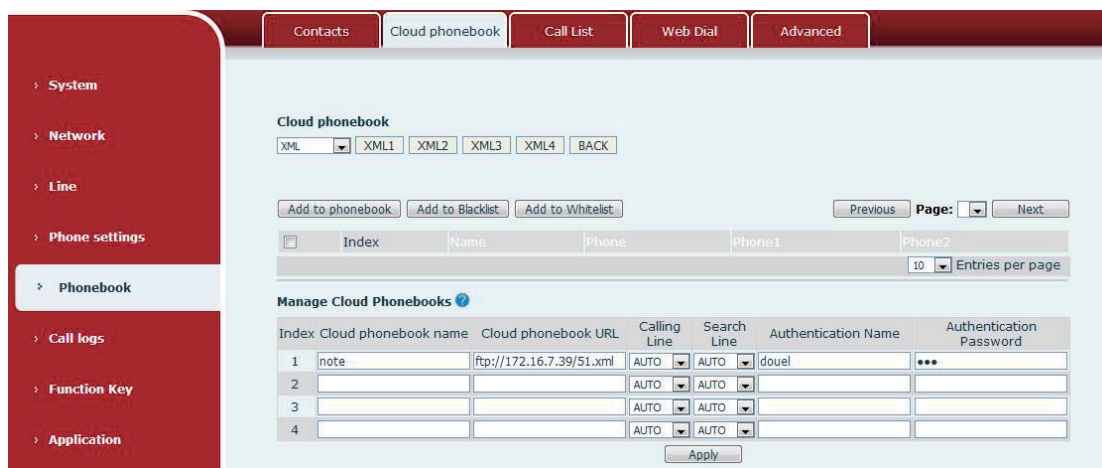 Contacts Cloud phonebook Call List Web Dial Advanced
› System
› Network
› Line
› Phone settings
› Phonebook
› Call logs
› Function Key
› Application
Cloud phonebook
XML XML1 XML2 XML3 XML4 BACK
Add to phonebook Add to Blacklist Add to Whitelist Previous Page: Next
Index Name Phone Phone1 Phone2
10 Entries per page
Manage Cloud Phonebooks ?
Index Cloud phonebook name Cloud phonebook URL Calling Line Search Line Authentication Name Authentication Password
1 note ftp://172.16.7.39/51.xml AUTO AUTO douel •••
2 AUTO AUTO
3 AUTO AUTO
4 AUTO AUTO
Apply